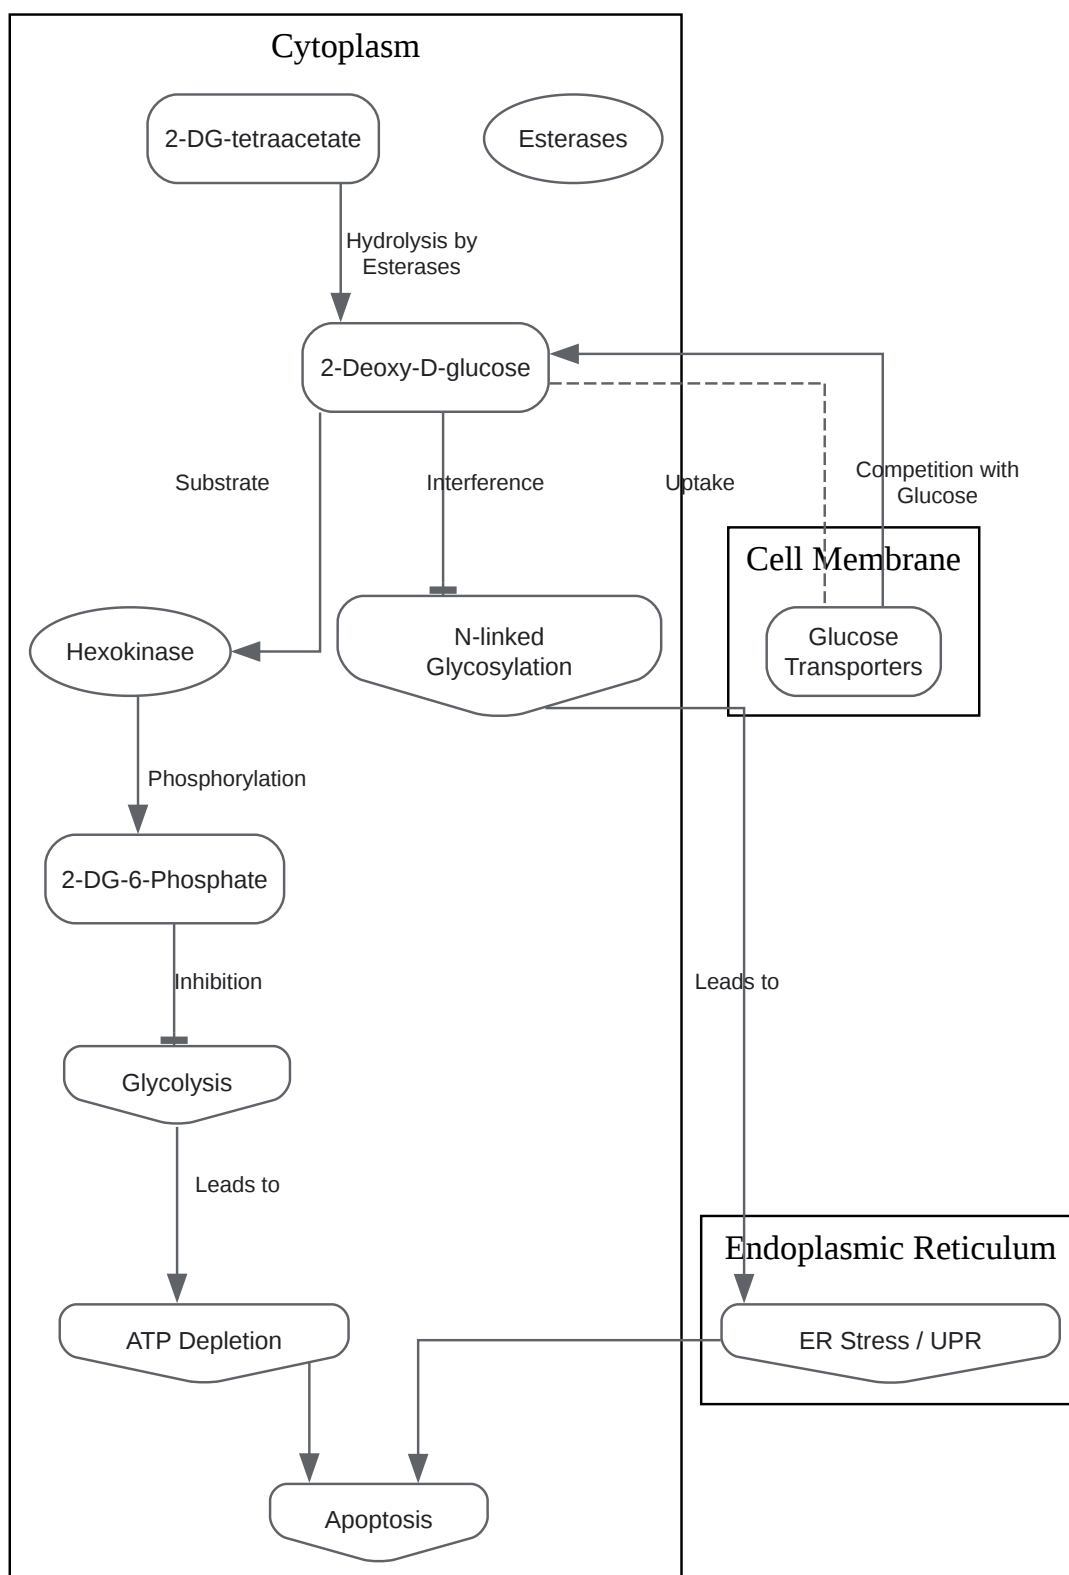 Cytoplasm
2-DG-tetraacetate
Esterases
Hydrolysis by
Esterases
2-Deoxy-D-glucose
Substrate
Interference
Uptake
Competition with
Glucose
Cell Membrane
Glucose
Transporters
N-linked
Glycosylation
Hexokinase
Phosphorylation
2-DG-6-Phosphate
Inhibition
Leads to
Glycolysis
Leads to
Endoplasmic Reticulum
ATP Depletion
ER Stress / UPR
Apoptosis